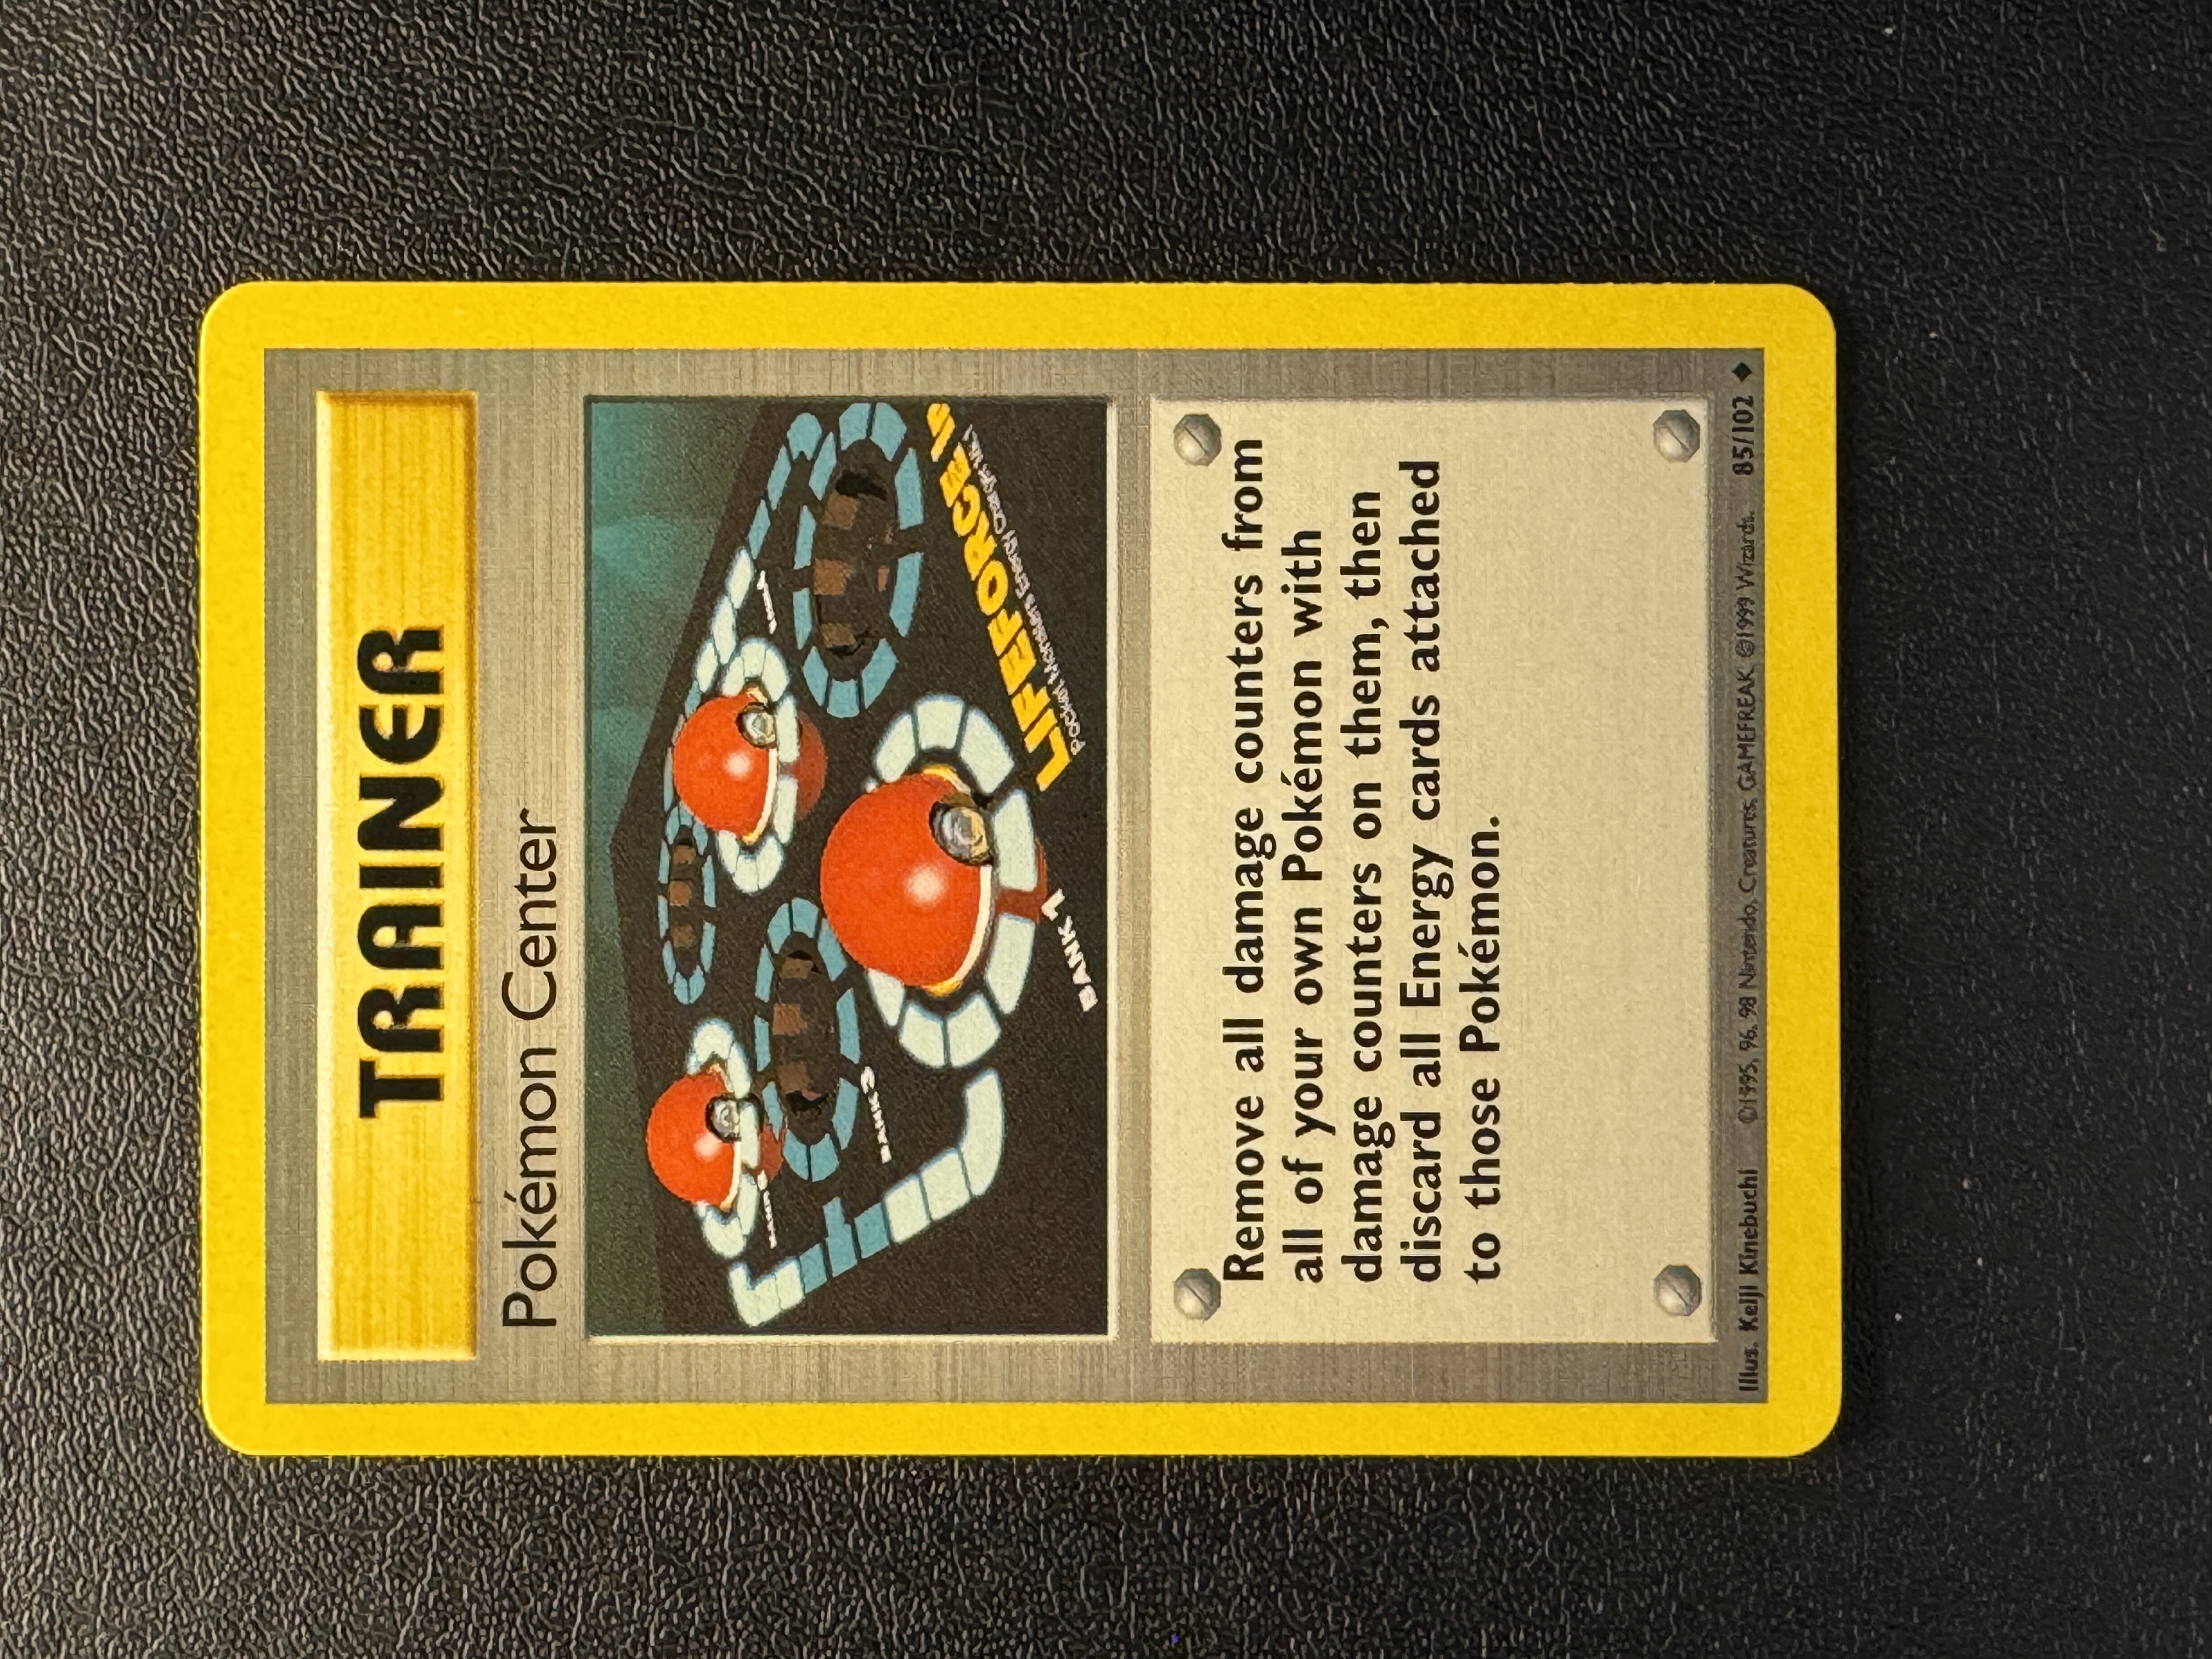 TRAINER
Pokémon Center
LIFEFORCE
BANK 1
Remove all damage counters from
all of your own Pokémon with
damage counters on them, then
discard all Energy cards attached
to those Pokémon.
Illus. Keiji Kinebuchi ©1995, 96, 98 Nintendo, Creatures, GAMEFREAK ©1999 Wizards. 85/102 ◆